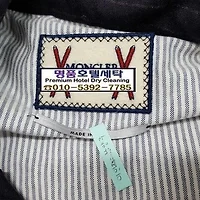 MONCLER
명품호텔세탁
Premium Hotel Dry Cleaning
☎010-5392-7785
MADE IN